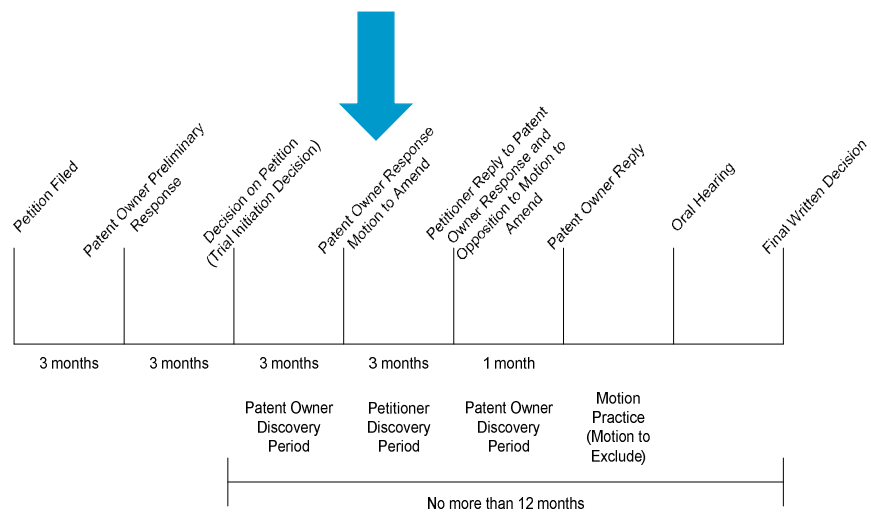 Petition Filed
Patent Owner Preliminary
Response
Decision on Petition
(Trial Initiation Decision)
Patent Owner Response
Motion to Amend
Petitioner Reply to Patent
Owner Response and
Opposition to Motion to
Amend
Patent Owner Reply
Oral Hearing
Final Written Decision
3 months
3 months
3 months
3 months
1 month
Patent Owner
Discovery
Period
Petitioner
Discovery
Period
Patent Owner
Discovery
Period
Motion
Practice
(Motion to
Exclude)
No more than 12 months